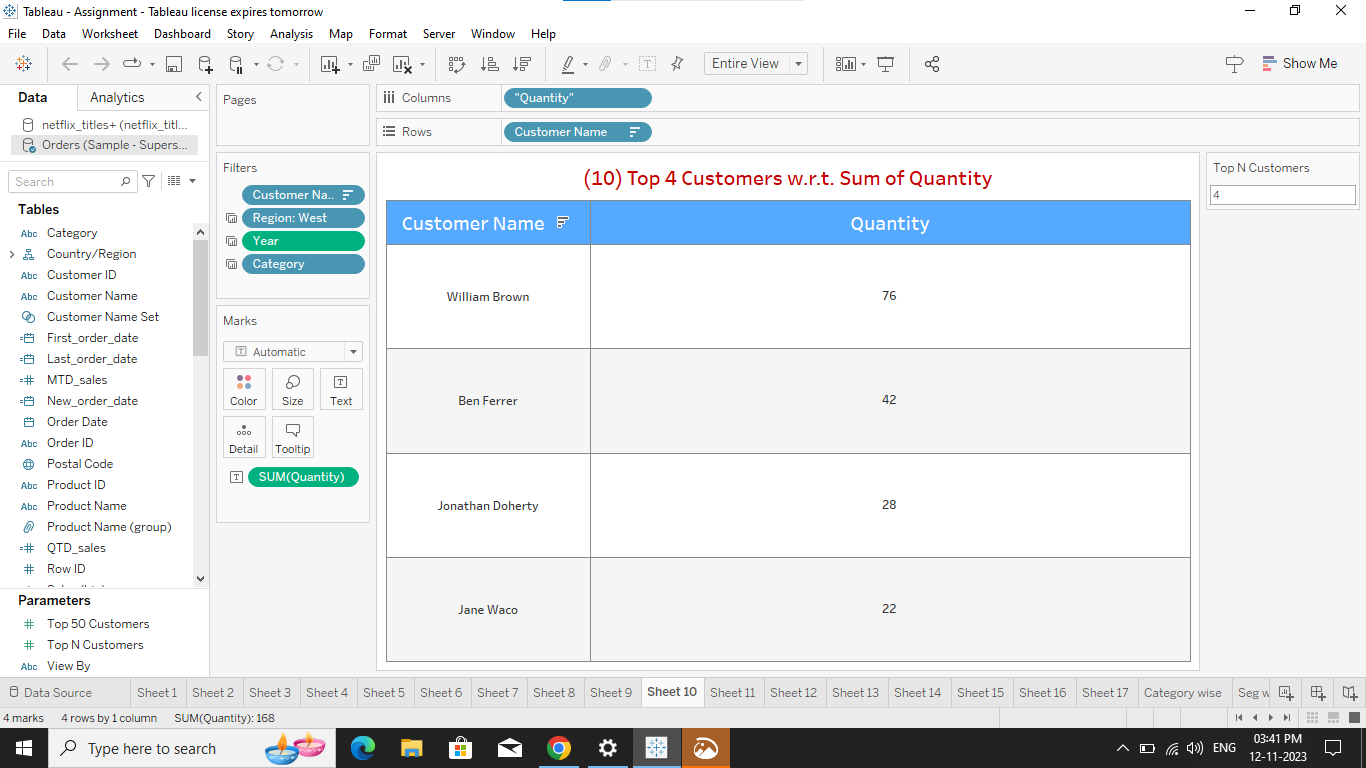 Tableau - Assignment - Tableau license expires tomorrow
File Data Worksheet Dashboard Story Analysis Map Format Server Window Help
Entire View
Show Me
Data Analytics
netflix_titles+ (netflix_titl...
Orders (Sample - Supers...
Search
Tables
Abc Category
Country/Region
Abc Customer ID
Abc Customer Name
Customer Name Set
First_order_date
Last_order_date
MTD_sales
New_order_date
Order Date
Abc Order ID
Postal Code
Abc Product ID
Abc Product Name
Product Name (group)
QTD_sales
Row ID
Parameters
Top 50 Customers
Top N Customers
Abc View By
Pages
Filters
Customer Na..
Region: West
Year
Category
Marks
Automatic
Color Size Text
Detail Tooltip
SUM(Quantity)
Columns "Quantity"
Rows Customer Name
(10) Top 4 Customers w.r.t. Sum of Quantity
Customer Name Quantity
William Brown 76
Ben Ferrer 42
Jonathan Doherty 28
Jane Waco 22
Top N Customers
4
Data Source Sheet 1 Sheet 2 Sheet 3 Sheet 4 Sheet 5 Sheet 6 Sheet 7 Sheet 8 Sheet 9 Sheet 10 Sheet 11 Sheet 12 Sheet 13 Sheet 14 Sheet 15 Sheet 16 Sheet 17 Category wise Seg w
4 marks 4 rows by 1 column SUM(Quantity): 168
Type here to search
ENG
03:41 PM
12-11-2023